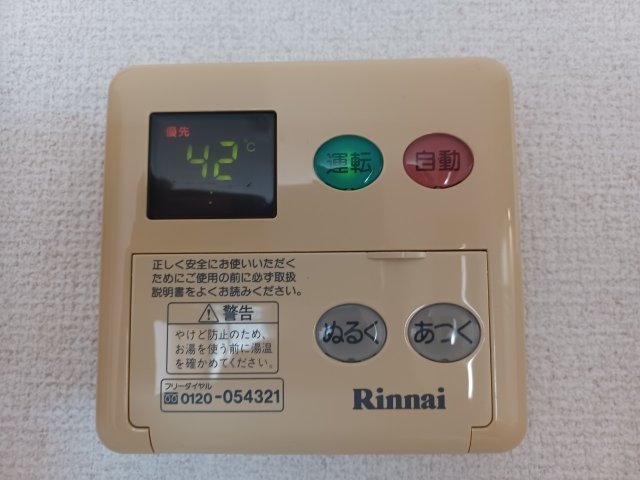 優先
42℃
運転
自動
正しく安全にお使いいただく
ためにご使用の前に必ず取扱
説明書をよくお読みください。
警告
やけど防止のため、
お湯を使う前に湯温
を確かめてください。
フリーダイヤル
0120-054321
ぬるく
あつく
Rinnai